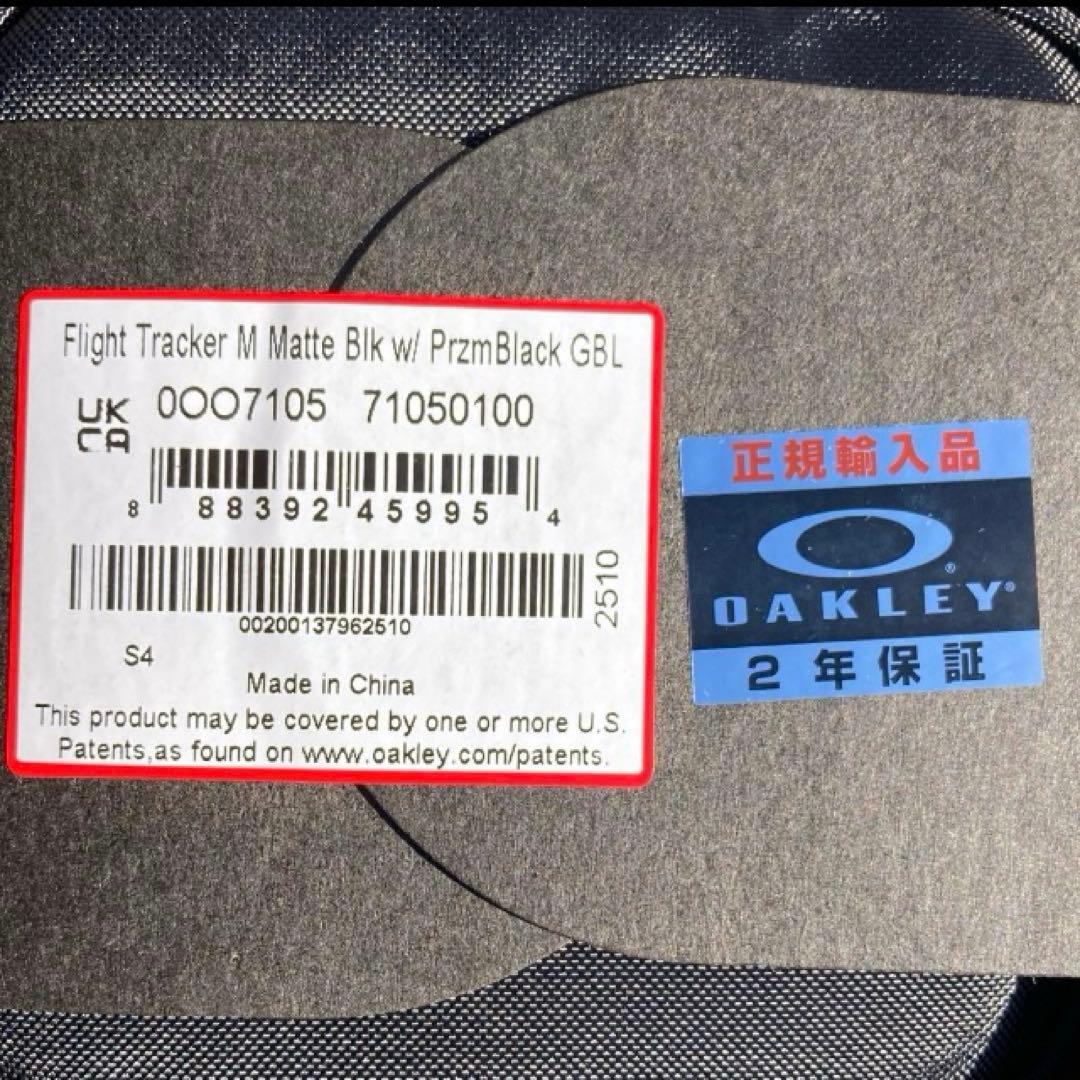 Flight Tracker M Matte Blk w/ PrzmBlack GBL
UK
CA
0OO7105 71050100
8 88392 45995 4
2510
00200137962510
S4
Made in China
This product may be covered by one or more U.S.
Patents,as found on www.oakley.com/patents.
正規輸入品
OAKLEY®
2年保証